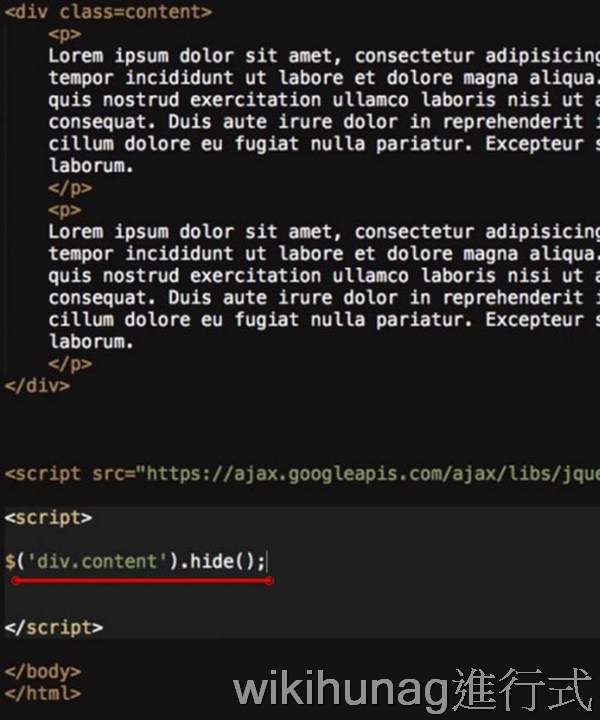 <div class=content>
<p>
Lorem ipsum dolor sit amet, consectetur adipisicing
tempor incididunt ut labore et dolore magna aliqua.
quis nostrud exercitation ullamco laboris nisi ut a
consequat. Duis aute irure dolor in reprehenderit i
cillum dolore eu fugiat nulla pariatur. Excepteur s
laborum.
</p>
<p>
Lorem ipsum dolor sit amet, consectetur adipisicing
tempor incididunt ut labore et dolore magna aliqua.
quis nostrud exercitation ullamco laboris nisi ut a
consequat. Duis aute irure dolor in reprehenderit i
cillum dolore eu fugiat nulla pariatur. Excepteur s
laborum.
</p>
</div>
<script src="https://ajax.googleapis.com/ajax/libs/jque
<script>
$('div.content').hide();
</script>
</body>
</html>
wikihunag進行式